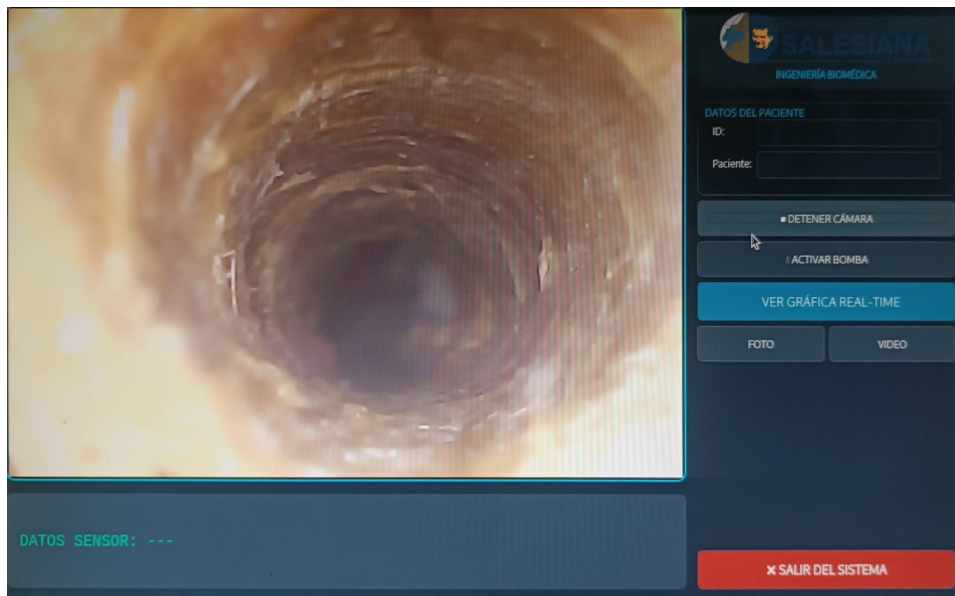 SALESIANA
INGENIERÍA BIOMÉDICA
DATOS DEL PACIENTE
ID:
Paciente:
■ DETENER CÁMARA
ACTIVAR BOMBA
VER GRÁFICA REAL-TIME
FOTO
VIDEO
DATOS SENSOR: ---
✕ SALIR DEL SISTEMA